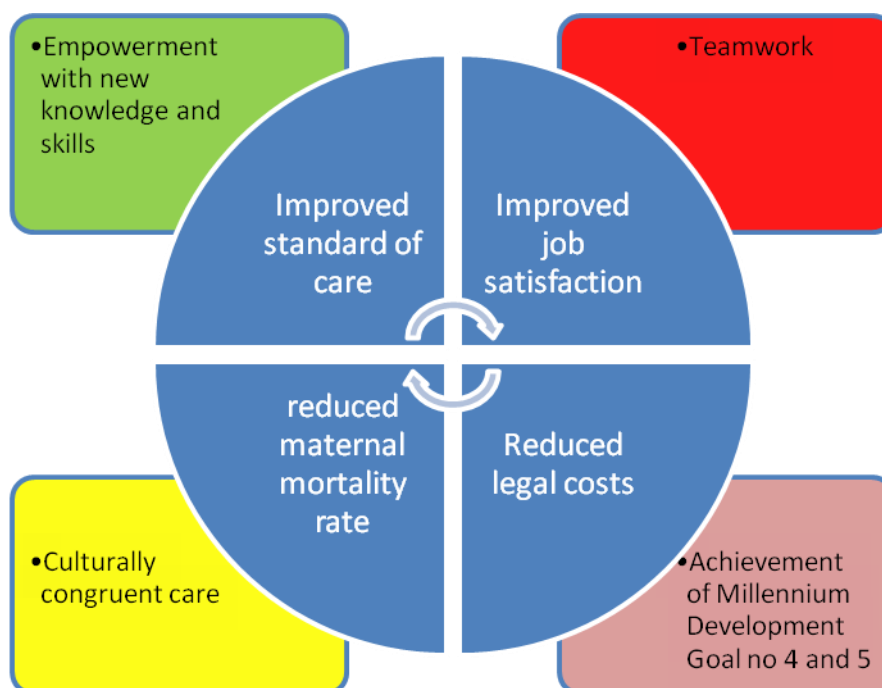 •Empowerment
with new
knowledge and
skills
•Teamwork
Improved
standard of
care
Improved
job
satisfaction
reduced
maternal
mortality
rate
Reduced
legal costs
•Culturally
congruent care
•Achievement
of Millennium
Development
Goal no 4 and 5